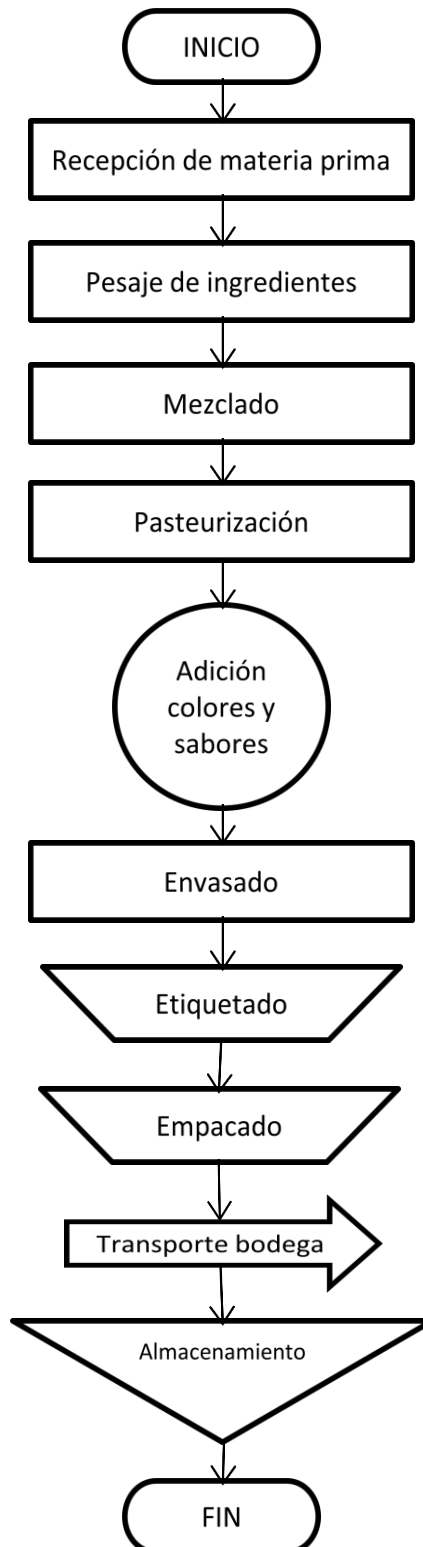 INICIO
Recepción de materia prima
Pesaje de ingredientes
Mezclado
Pasteurización
Adición
colores y
sabores
Envasado
Etiquetado
Empacado
Transporte bodega
Almacenamiento
FIN